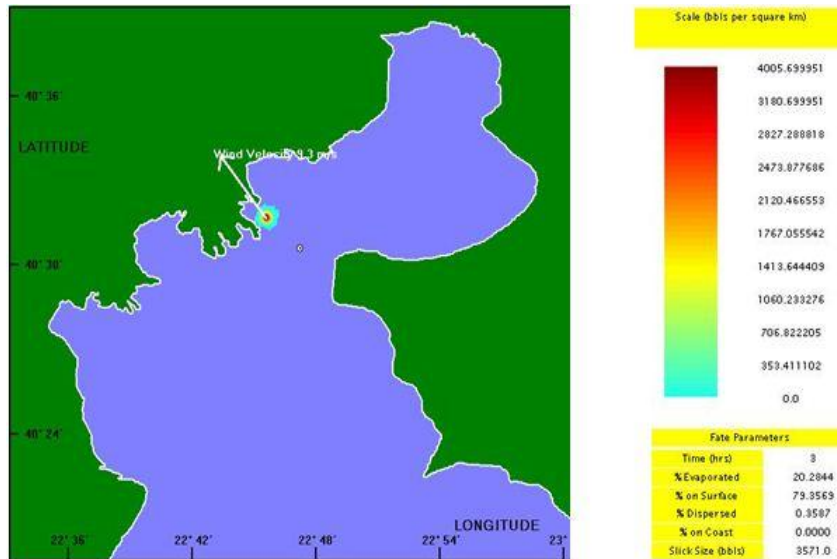 Scale (bbls per square km)
4005.699951
3180.699951
2827.288818
2473.877686
2120.466553
1767.055542
1413.644409
1060.233276
706.822205
353.411102
0.0
40° 36
LATITUDE
Wind Velocity 9.3 m/s
40° 30
40° 24
LONGITUDE
22° 36
22° 42
22° 48
22° 54
23°
Fate Parameters
Time (hrs) 3
% Evaporated 20.2844
% on Surface 79.3569
% Dispersed 0.3587
% on Coast 0.0000
Slick Size (bbls) 3571.0